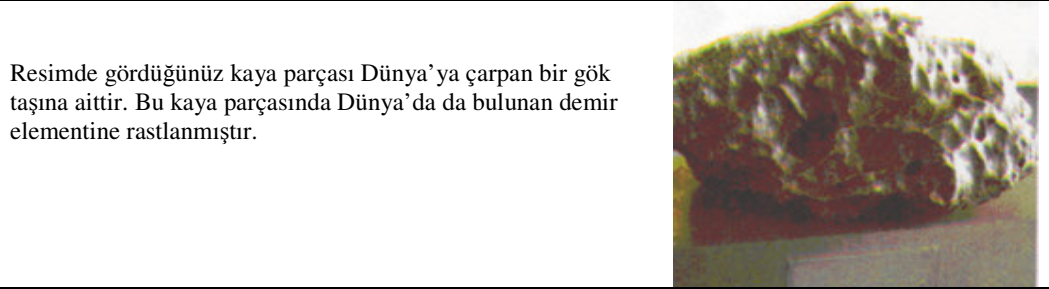 Resimde gördüğünüz kaya parçası Dünya’ya çarpan bir gök
taşına aittir. Bu kaya parçasında Dünya’da da bulunan demir
elementine rastlanmıştır.